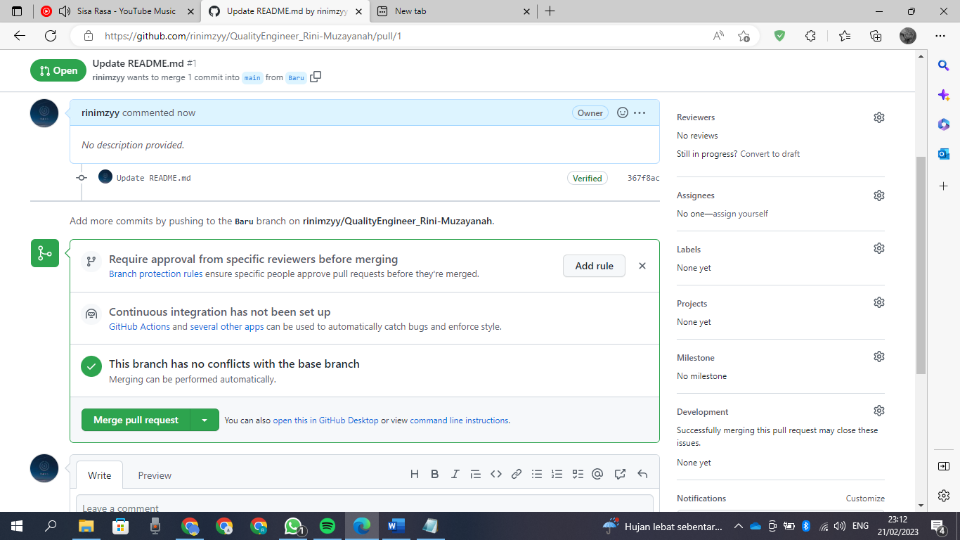 Sisa Rasa - YouTube Music
Update README.md by rinimzyy
New tab
https://github.com/rinimzyy/QualityEngineer_Rini-Muzayanah/pull/1
Open
Update README.md #1
rinimzyy wants to merge 1 commit into main from Baru
rinimzyy commented now
Owner
No description provided.
Update README.md
Verified
367f8ac
Add more commits by pushing to the Baru branch on rinimzyy/QualityEngineer_Rini-Muzayanah.
Require approval from specific reviewers before merging
Branch protection rules ensure specific people approve pull requests before they're merged.
Add rule
Continuous integration has not been set up
GitHub Actions and several other apps can be used to automatically catch bugs and enforce style.
This branch has no conflicts with the base branch
Merging can be performed automatically.
Merge pull request
You can also open this in GitHub Desktop or view command line instructions.
Write
Preview
Leave a comment
Reviewers
No reviews
Still in progress? Convert to draft
Assignees
No one—assign yourself
Labels
None yet
Projects
None yet
Milestone
No milestone
Development
Successfully merging this pull request may close these
issues.
None yet
Notifications
Customize
Hujan lebat sebentar...
ENG
23:12
21/02/2023